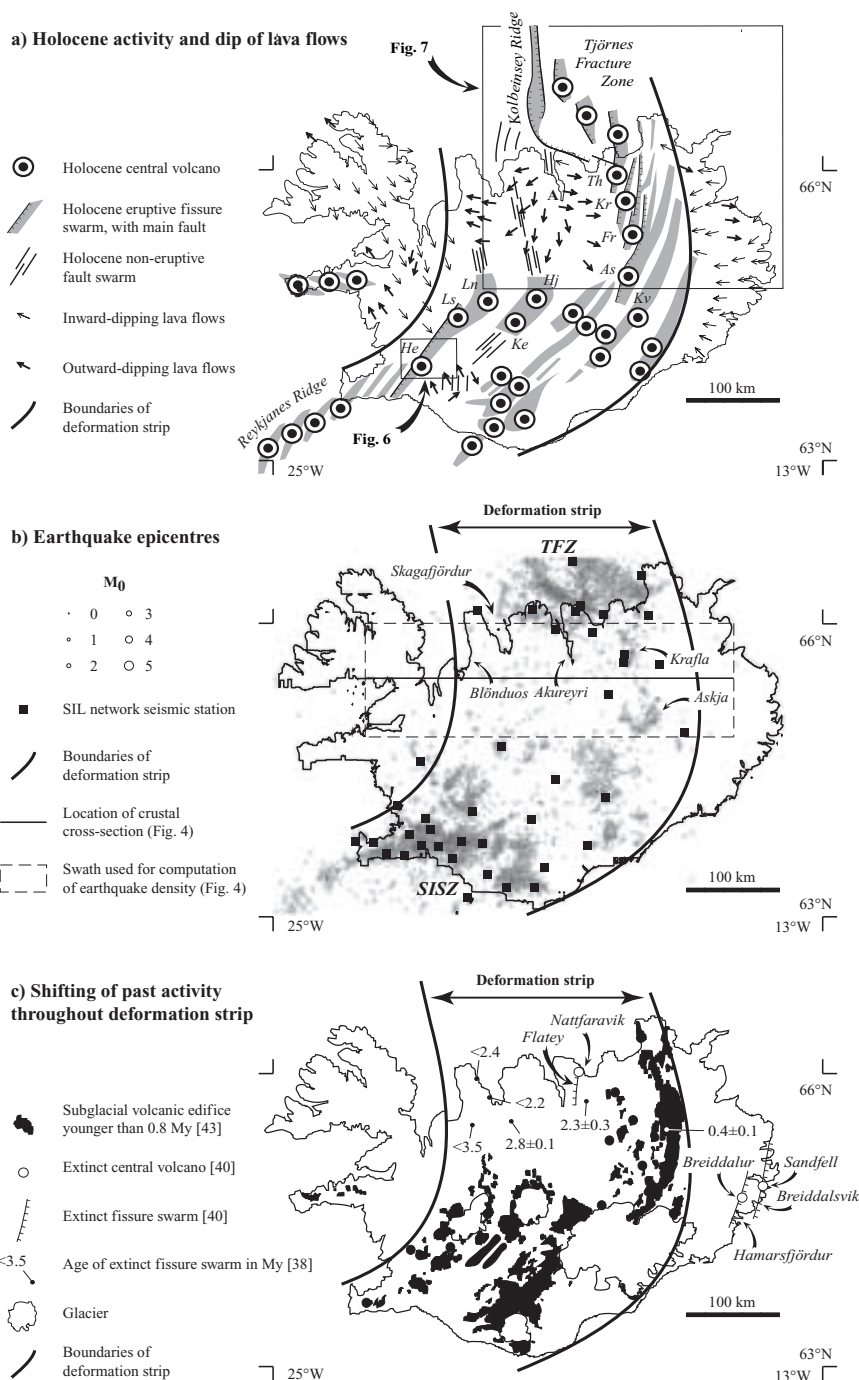 a) Holocene activity and dip of lava flows
Fig. 7
Kolbeinsey Ridge
Tjörnes
Fracture
Zone
Holocene central volcano
Holocene eruptive fissure
swarm, with main fault
Holocene non-eruptive
fault swarm
Inward-dipping lava flows
Outward-dipping lava flows
Boundaries of
deformation strip
66°N
A
Th
Kr
Fr
As
Kv
Ln
Hj
Ls
Ke
He
Reykjanes Ridge
Fig. 6
100 km
63°N
25°W
13°W
b) Earthquake epicentres
Deformation strip
TFZ
Skagafjördur
M0
0
3
1
4
2
5
66°N
Krafla
Blönduos
Akureyri
Askja
SIL network seismic station
Boundaries of
deformation strip
Location of crustal
cross-section (Fig. 4)
Swath used for computation
of earthquake density (Fig. 4)
SISZ
100 km
63°N
25°W
13°W
c) Shifting of past activity
throughout deformation strip
Deformation strip
Nattfaravik
Flatey
<2.4
<2.2
<3.5
2.8±0.1
2.3±0.3
0.4±0.1
66°N
Breiddalur
Sandfell
Breiddalsvik
Hamarsfjördur
Subglacial volcanic edifice
younger than 0.8 My [43]
Extinct central volcano [40]
Extinct fissure swarm [40]
<3.5
Age of extinct fissure swarm in My [38]
Glacier
Boundaries of
deformation strip
100 km
63°N
25°W
13°W